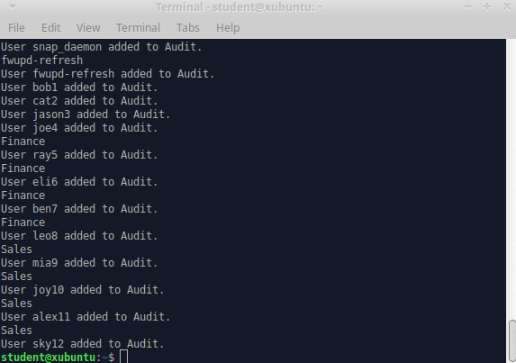 Terminal - student@xubuntu: ~
File Edit View Terminal Tabs Help
User snap_daemon added to Audit.
fwupd-refresh
User fwupd-refresh added to Audit.
User bob1 added to Audit.
User cat2 added to Audit.
User jason3 added to Audit.
User joe4 added to Audit.
Finance
User ray5 added to Audit.
Finance
User eli6 added to Audit.
Finance
User ben7 added to Audit.
Finance
User leo8 added to Audit.
Sales
User mia9 added to Audit.
Sales
User joy10 added to Audit.
Sales
User alex11 added to Audit.
Sales
User sky12 added to Audit.
student@xubuntu:~$